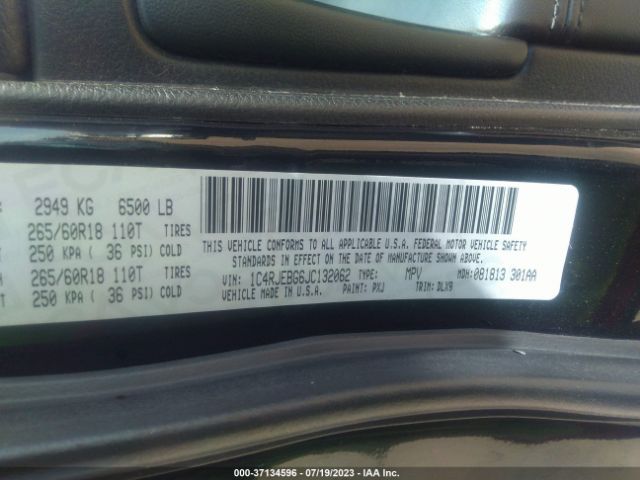 2949 KG 6500 LB
265/60R18 110T TIRES
250 KPA ( 36 PSI) COLD
265/60R18 110T TIRES
250 KPA ( 36 PSI) COLD
THIS VEHICLE CONFORMS TO ALL APPLICABLE U.S.A. FEDERAL MOTOR VEHICLE SAFETY
STANDARDS IN EFFECT ON THE DATE OF MANUFACTURE SHOWN ABOVE.
VIN: 1C4RJEBG6JC132062 TYPE: MPV MDH:081813 301AA
VEHICLE MADE IN U.S.A. PAINT: PXJ TRIM: DLX9
000-37134596 / 07/19/2023 / IAA Inc.